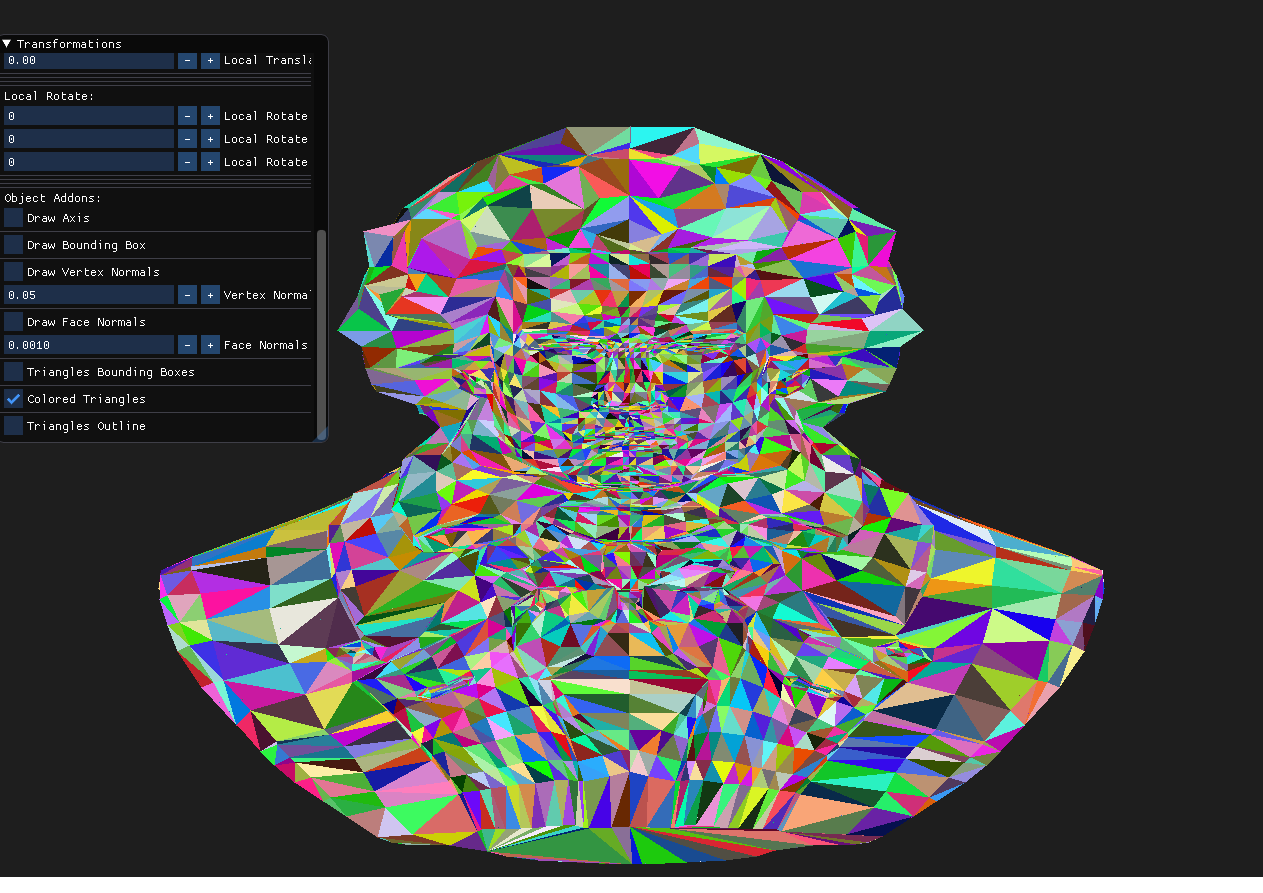 Transformations
0.00 - + Local Transla
Local Rotate:
0 - + Local Rotate
0 - + Local Rotate
0 - + Local Rotate
Object Addons:
Draw Axis
Draw Bounding Box
Draw Vertex Normals
0.05 - + Vertex Norma
Draw Face Normals
0.0010 - + Face Normals
Triangles Bounding Boxes
Colored Triangles
Triangles Outline